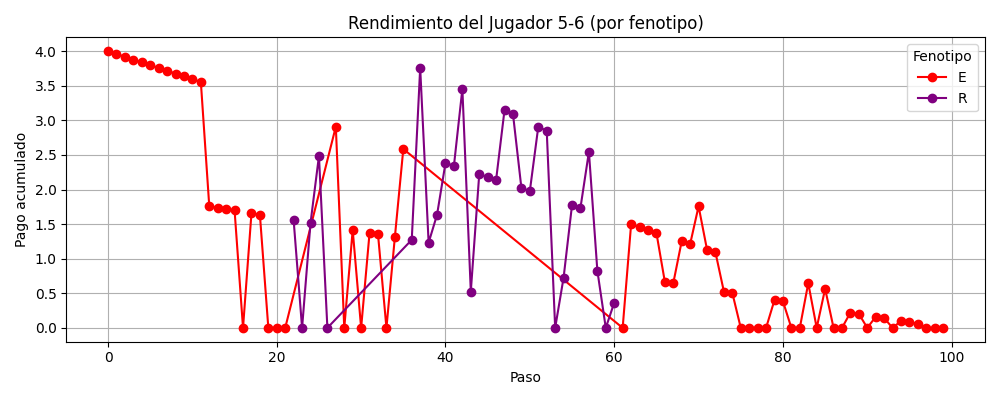 Rendimiento del Jugador 5-6 (por fenotipo)
Pago acumulado
4.0
3.5
3.0
2.5
2.0
1.5
1.0
0.5
0.0
Fenotipo
E
R
0 20 40 60 80 100
Paso